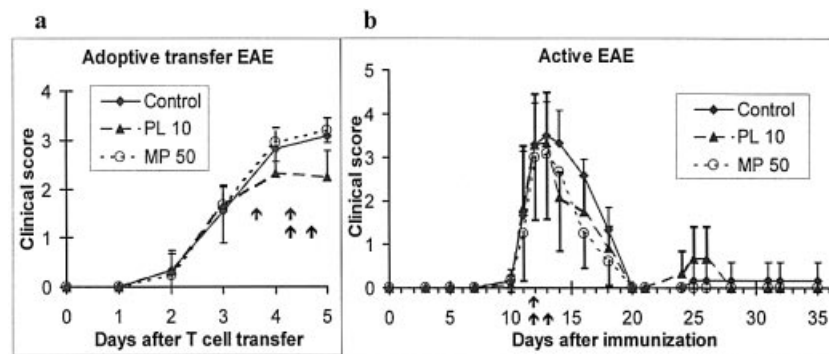 a
Adoptive transfer EAE
Clinical score
4
3
2
1
0
Control
PL 10
MP 50
0 1 2 3 4 5
Days after T cell transfer
b
Active EAE
Clinical score
5
4
3
2
1
0
Control
PL 10
MP 50
0 5 10 15 20 25 30 35
Days after immunization